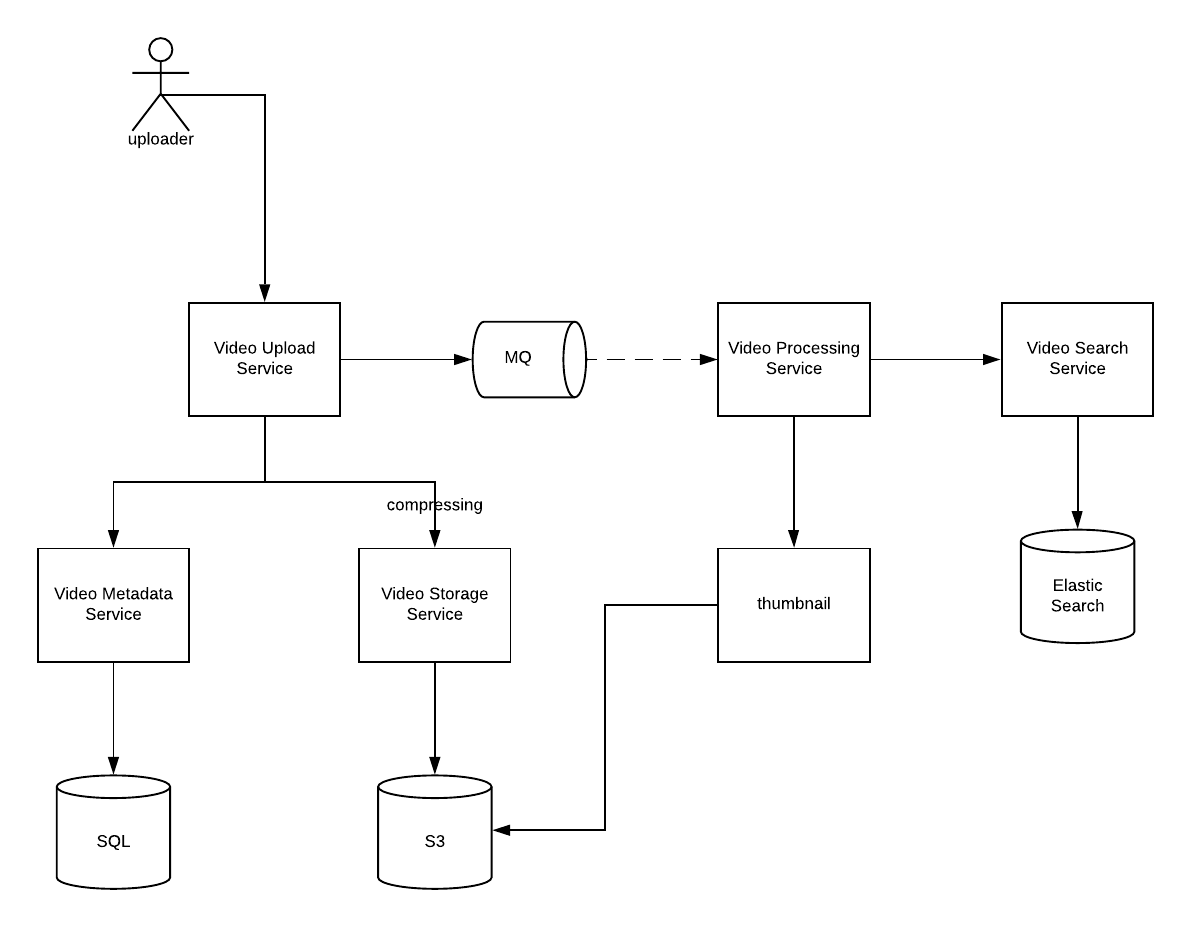 uploader
Video Upload
Service
MQ
Video Processing
Service
Video Search
Service
compressing
Video Metadata
Service
Video Storage
Service
thumbnail
Elastic
Search
SQL
S3